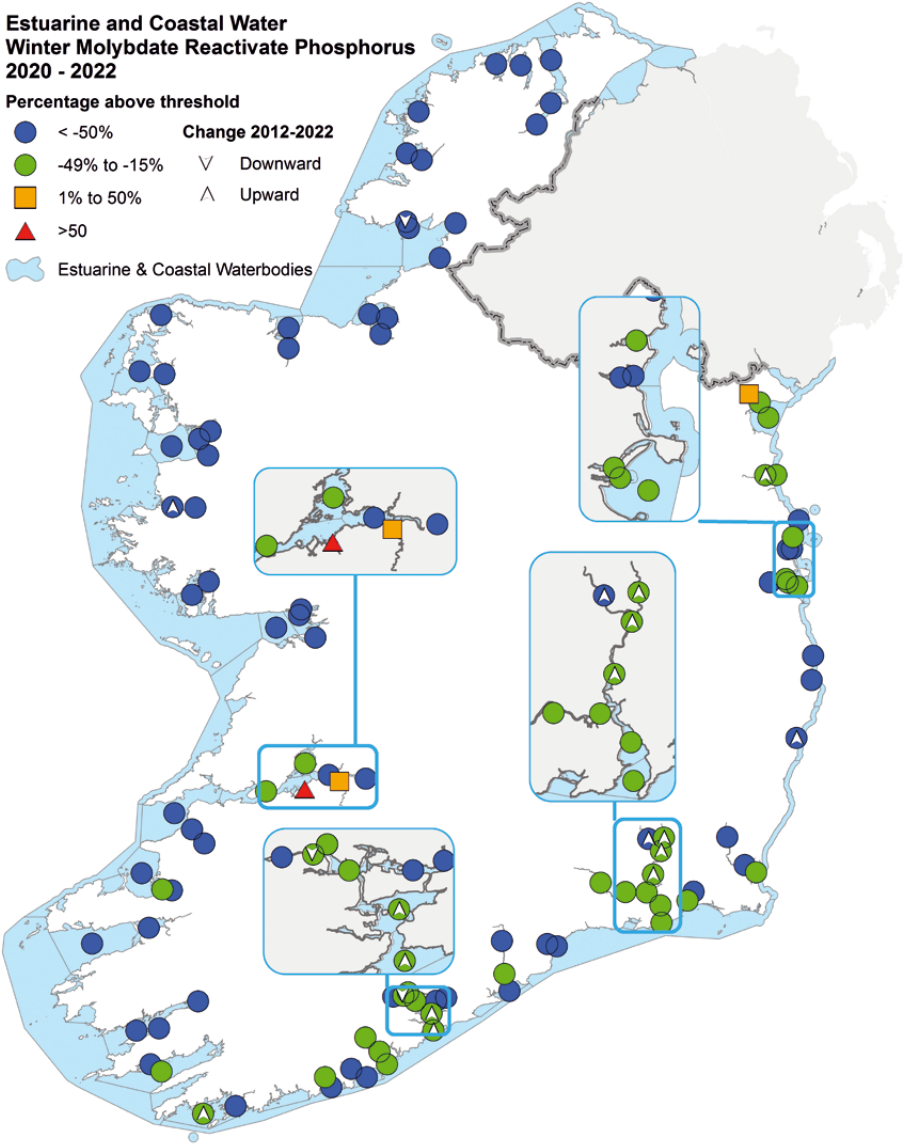 Estuarine and Coastal Water
Winter Molybdate Reactivate Phosphorus
2020 - 2022
Percentage above threshold
< -50%
Change 2012-2022
-49% to -15%
Downward
1% to 50%
Upward
>50
Estuarine & Coastal Waterbodies